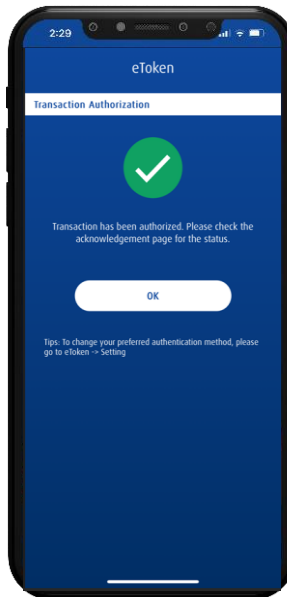 2:29
eToken
Transaction Authorization
Transaction has been authorized. Please check the
acknowledgement page for the status.
OK
Tips: To change your preferred authentication method, please
go to eToken -> Setting